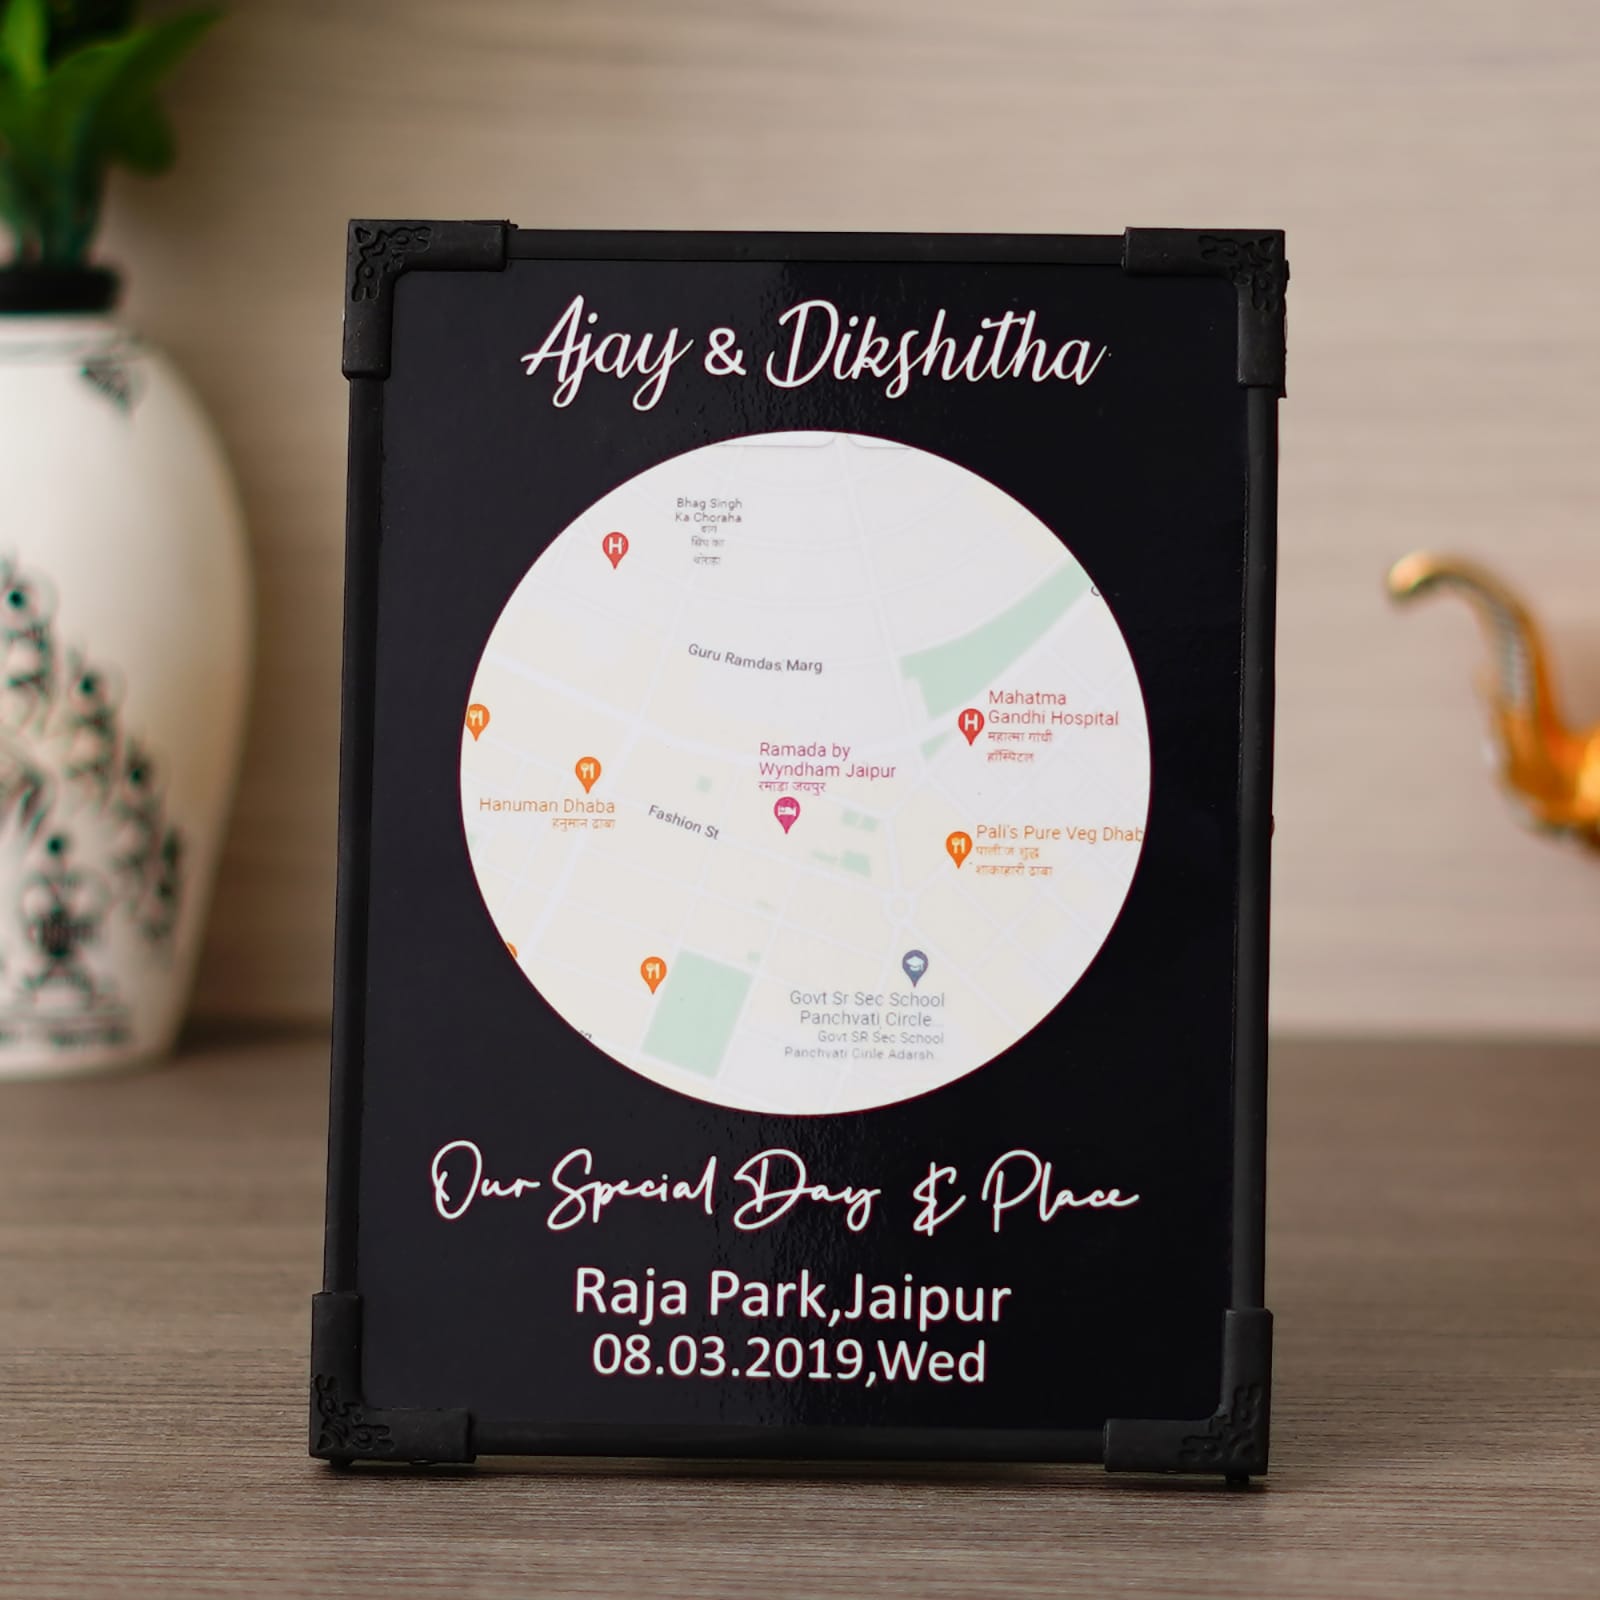 Ajay & Dikshitha
Bhag Singh
Ka Choraha
H
Guru Ramdas Marg
Mahatma
Gandhi Hospital
महात्मा गांधी
हॉस्पिटल
H
Ramada by
Wyndham Jaipur
रमाडा जयपुर
Hanuman Dhaba
हनुमान ढाबा
Fashion St
Pali's Pure Veg Dhab
शाकाहारी ढाबा
Govt Sr Sec School
Panchvati Circle...
Govt SR Sec School
Panchvati Cirlle Adarsh...
Our Special Day & Place
Raja Park,Jaipur
08.03.2019,Wed